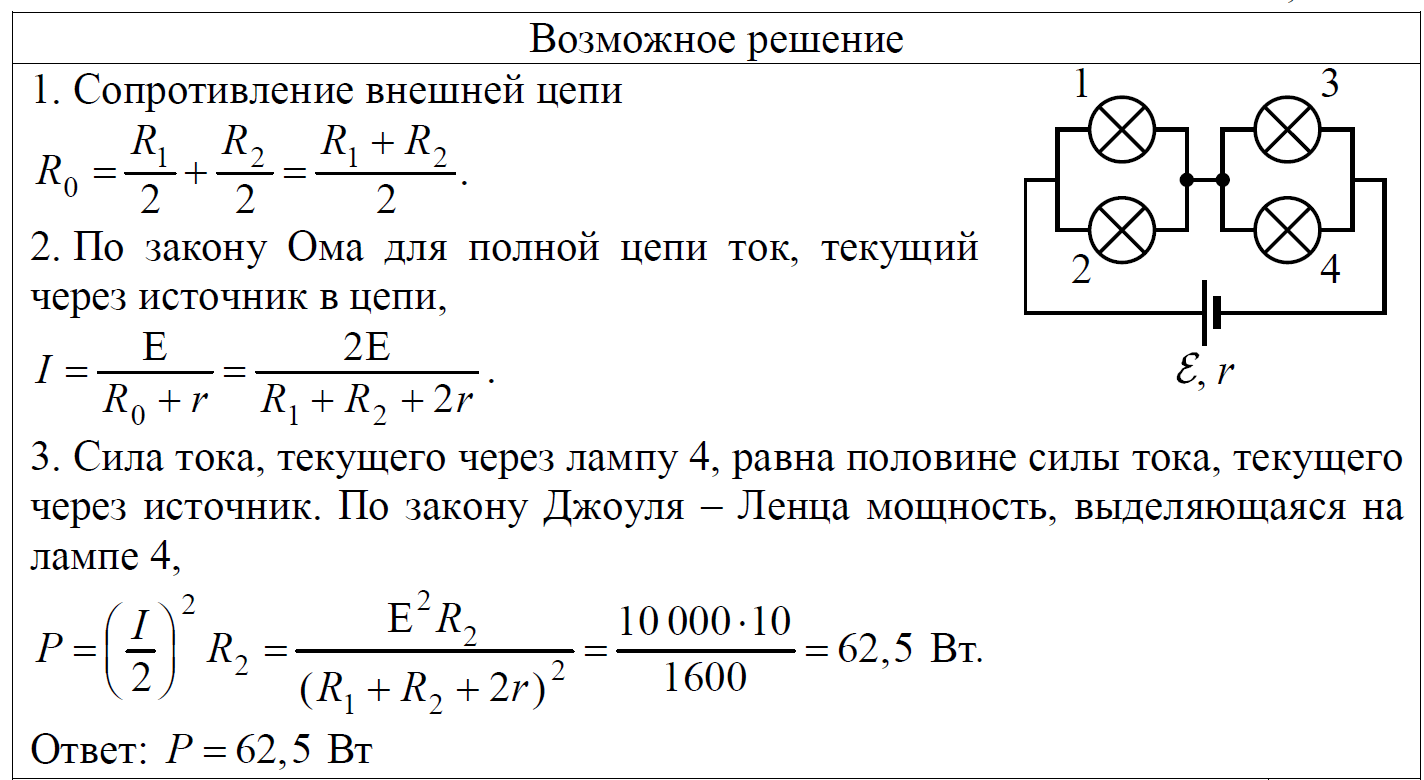 Возможное решение
1. Сопротивление внешней цепи
R₀ = R₁/2 + R₂/2 = (R₁ + R₂)/2.
2. По закону Ома для полной цепи ток, текущий
через источник в цепи,
I = E/(R₀ + r) = 2E/(R₁ + R₂ + 2r).
1
3
2
4
ℰ, r
3. Сила тока, текущего через лампу 4, равна половине силы тока, текущего
через источник. По закону Джоуля – Ленца мощность, выделяющаяся на
лампе 4,
P = (I/2)² R₂ = E²R₂/(R₁ + R₂ + 2r)² = 10 000·10/1600 = 62,5 Вт.
Ответ: P = 62,5 Вт